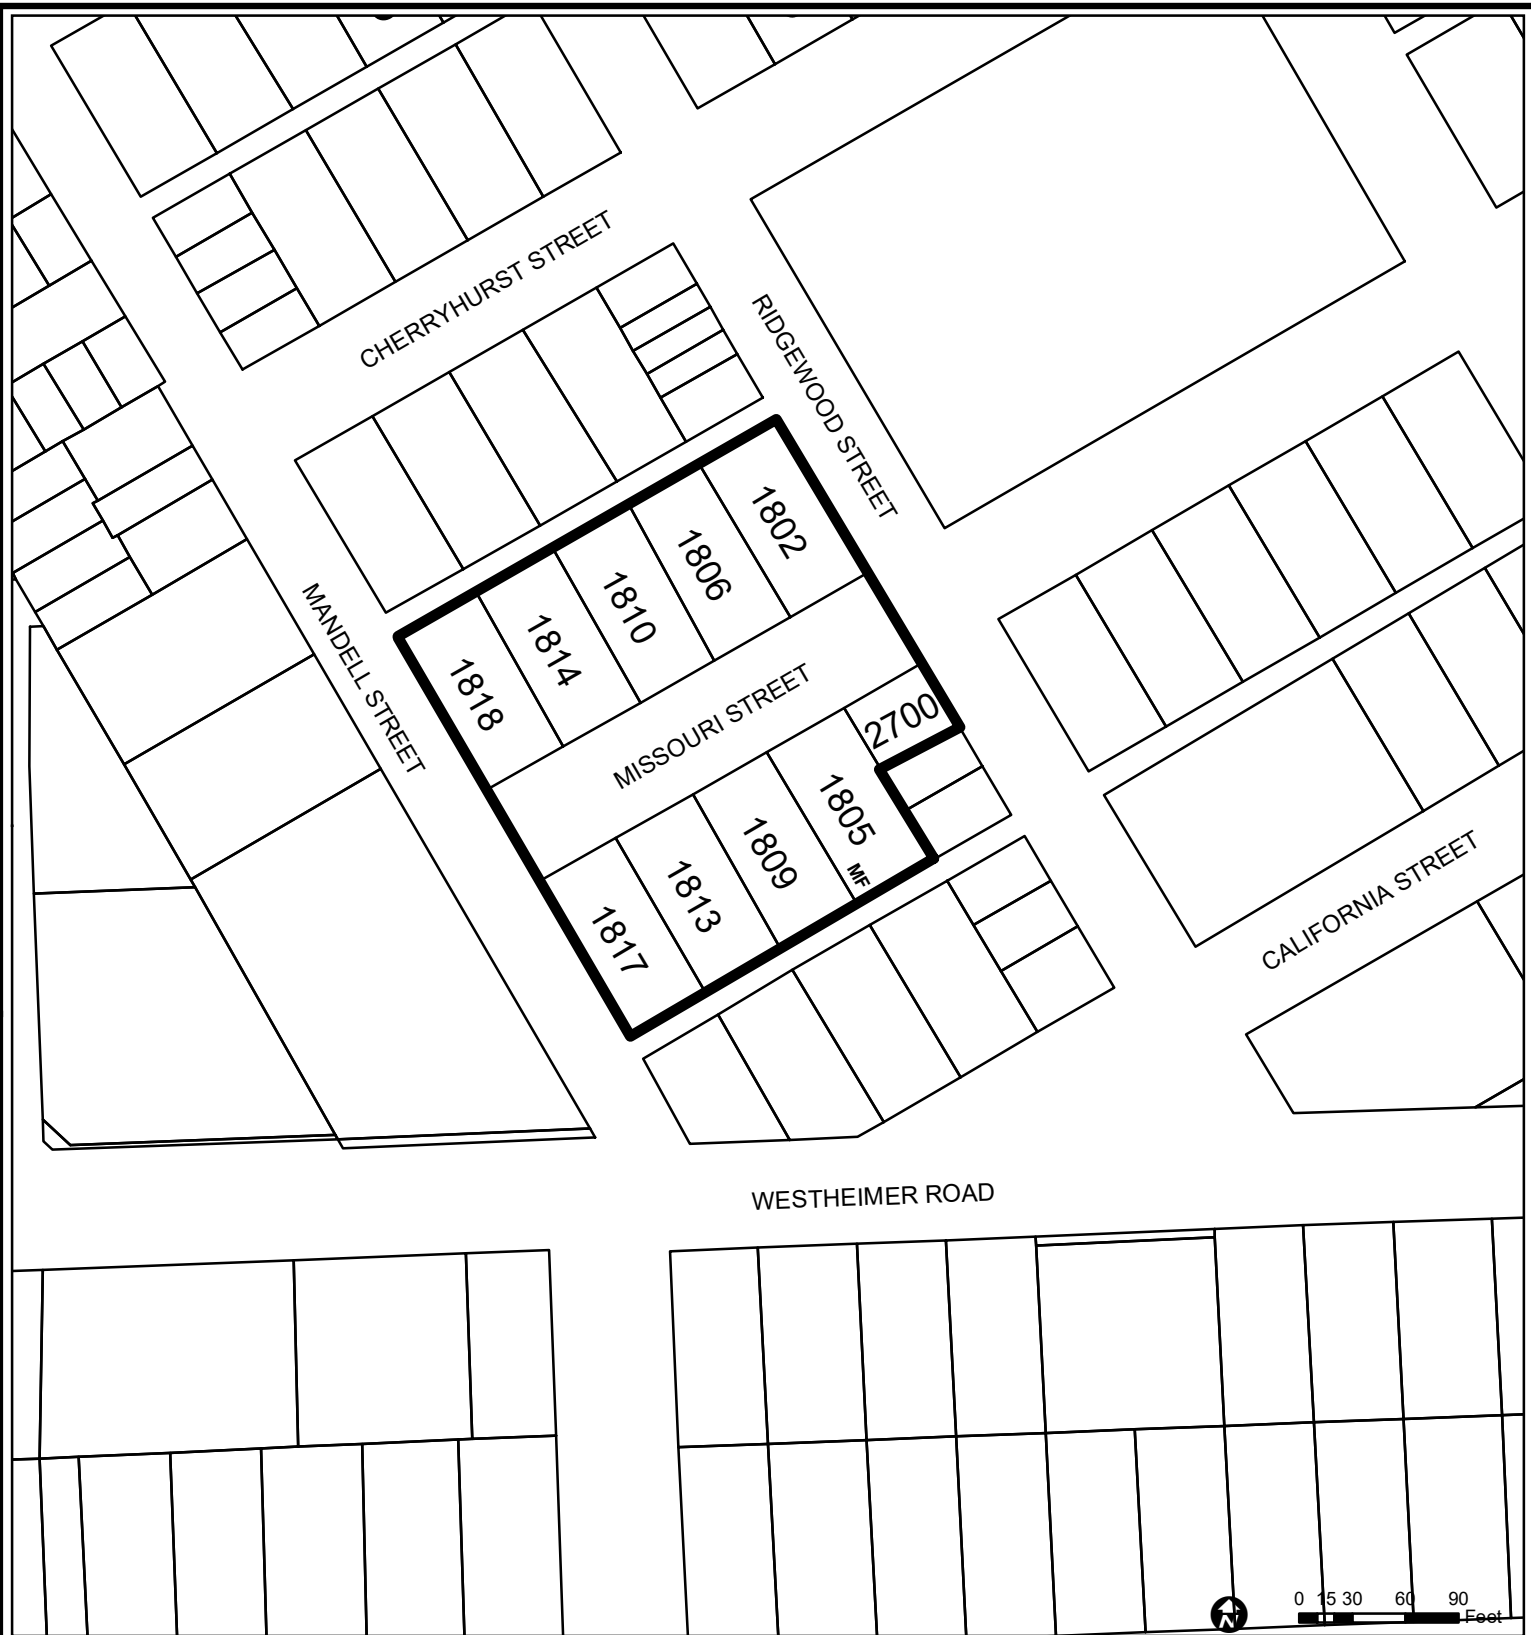 CHERRYHURST STREET
RIDGEWOOD STREET
1802
1806
1810
1814
1818
MANDELL STREET
MISSOURI STREET
2700
1805
MF
1809
1813
1817
CALIFORNIA STREET
WESTHEIMER ROAD
N
0 15 30 60 90
Feet